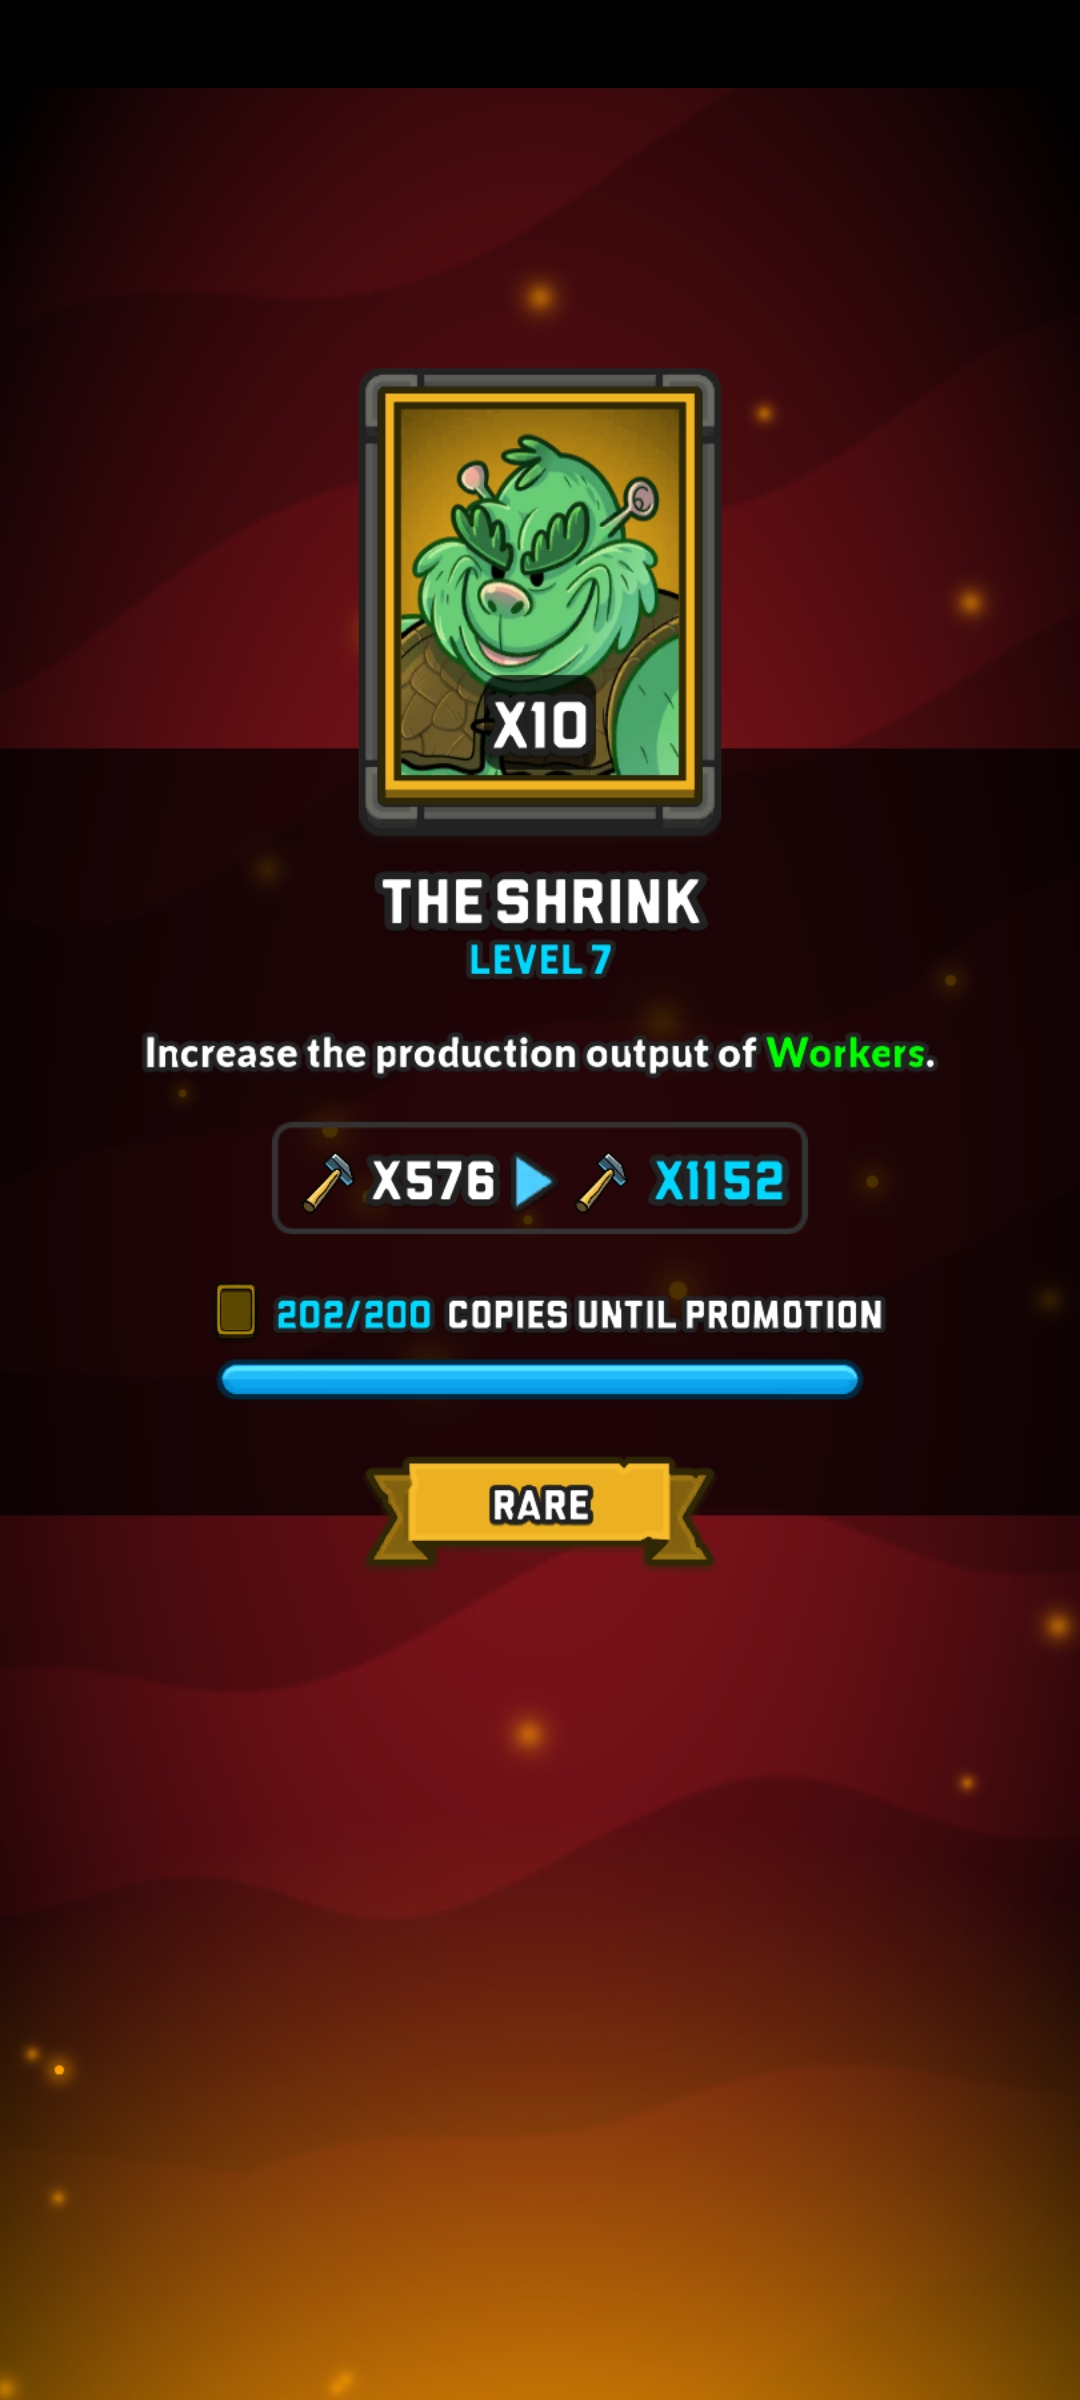 X10
THE SHRINK
LEVEL 7
Increase the production output of Workers.
X576 X1152
202/200 COPIES UNTIL PROMOTION
RARE